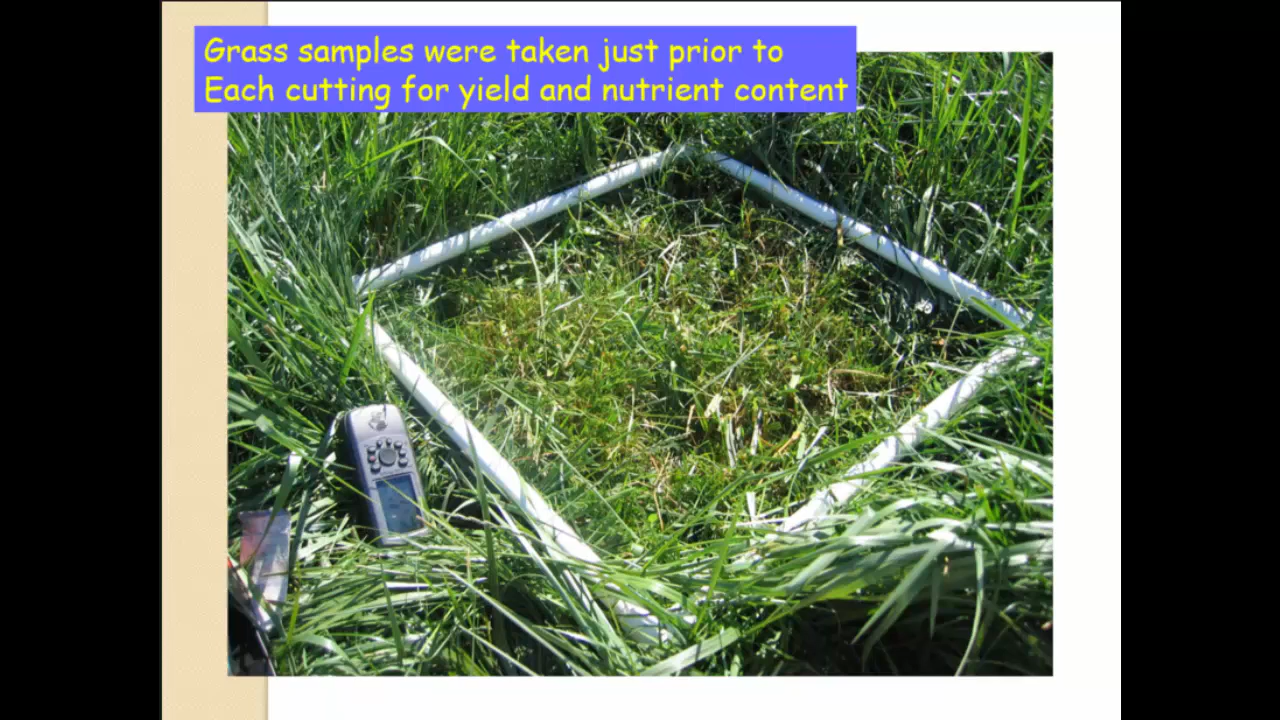 Grass samples were taken just prior to
Each cutting for yield and nutrient content